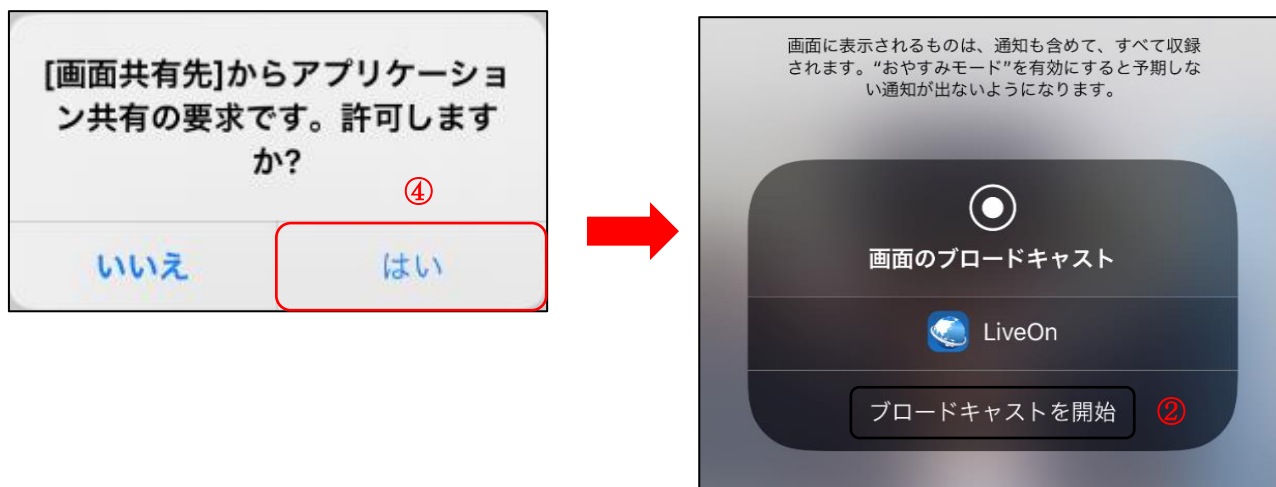 [画面共有先]からアプリケーショ
ン共有の要求です。許可します
か?
④
いいえ
はい
画面に表示されるものは、通知も含めて、すべて収録
されます。“おやすみモード”を有効にすると予期しな
い通知が出ないようになります。
画面のブロードキャスト
LiveOn
ブロードキャストを開始
②